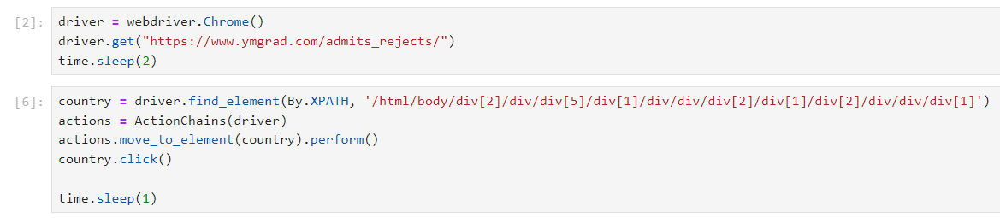 [2]: driver = webdriver.Chrome()
driver.get("https://www.ymgrad.com/admits_rejects/")
time.sleep(2)
[6]: country = driver.find_element(By.XPATH, '/html/body/div[2]/div/div[5]/div[1]/div/div/div[2]/div[1]/div[2]/div/div/div[1]')
actions = ActionChains(driver)
actions.move_to_element(country).perform()
country.click()
time.sleep(1)